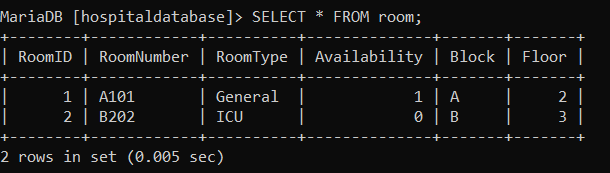 MariaDB [hospitaldatabase]> SELECT * FROM room;
+--------+------------+----------+--------------+-------+-------+
| RoomID | RoomNumber | RoomType | Availability | Block | Floor |
+--------+------------+----------+--------------+-------+-------+
|      1 | A101       | General  |            1 | A     |     2 |
|      2 | B202       | ICU      |            0 | B     |     3 |
+--------+------------+----------+--------------+-------+-------+
2 rows in set (0.005 sec)